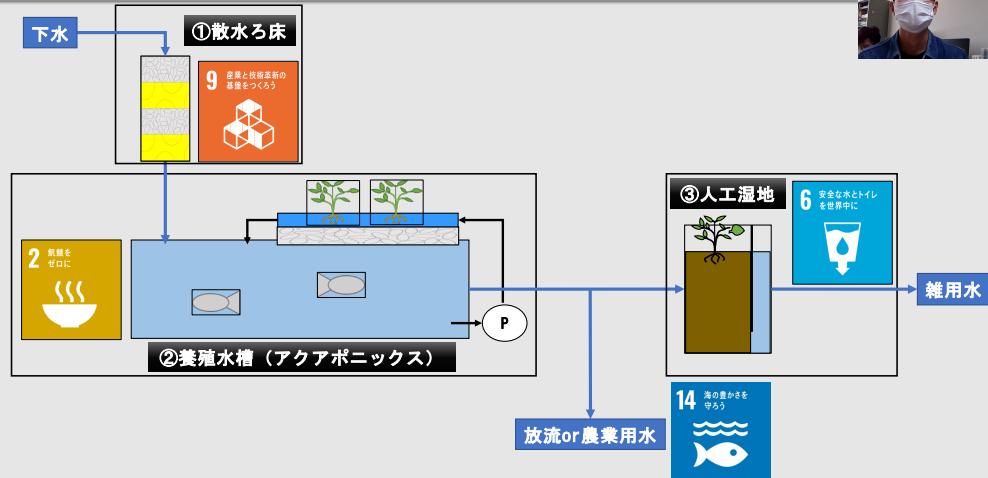 下水
①散水ろ床
9 産業と技術革新の
基盤をつくろう
2 飢餓を
ゼロに
P
②養殖水槽（アクアポニックス）
③人工湿地
6 安全な水とトイレ
を世界中に
雑用水
放流or農業用水
14 海の豊かさを
守ろう